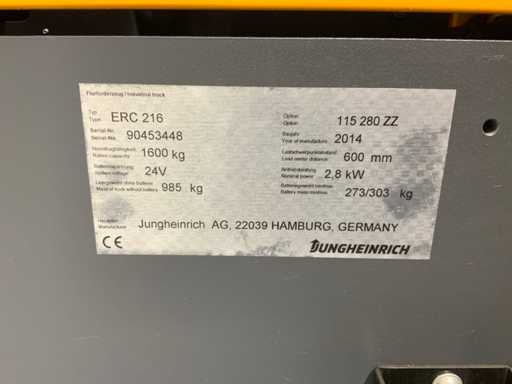 Flurförderzeug / Industrial truck
Typ
Type ERC 216
Option
Option 115 280 ZZ
Serial-Nr.
Serial-No. 90453448
Baujahr
Year of manufacture 2014
Nenntragfähigkeit
Rated capacity 1600 kg
Lastschwerpunktabstand
Load center distance 600 mm
Batteriespannung
voltage 24V
Antriebsleistung
Nominal power 2,8 kW
Leergewicht ohne Batterie
Mass of truck without battery 985 kg
Batteriegewicht min/max
Battery mass min/max 273/303 kg
Hersteller
Manufacturer Jungheinrich AG, 22039 HAMBURG, GERMANY
CE
JUNGHEINRICH